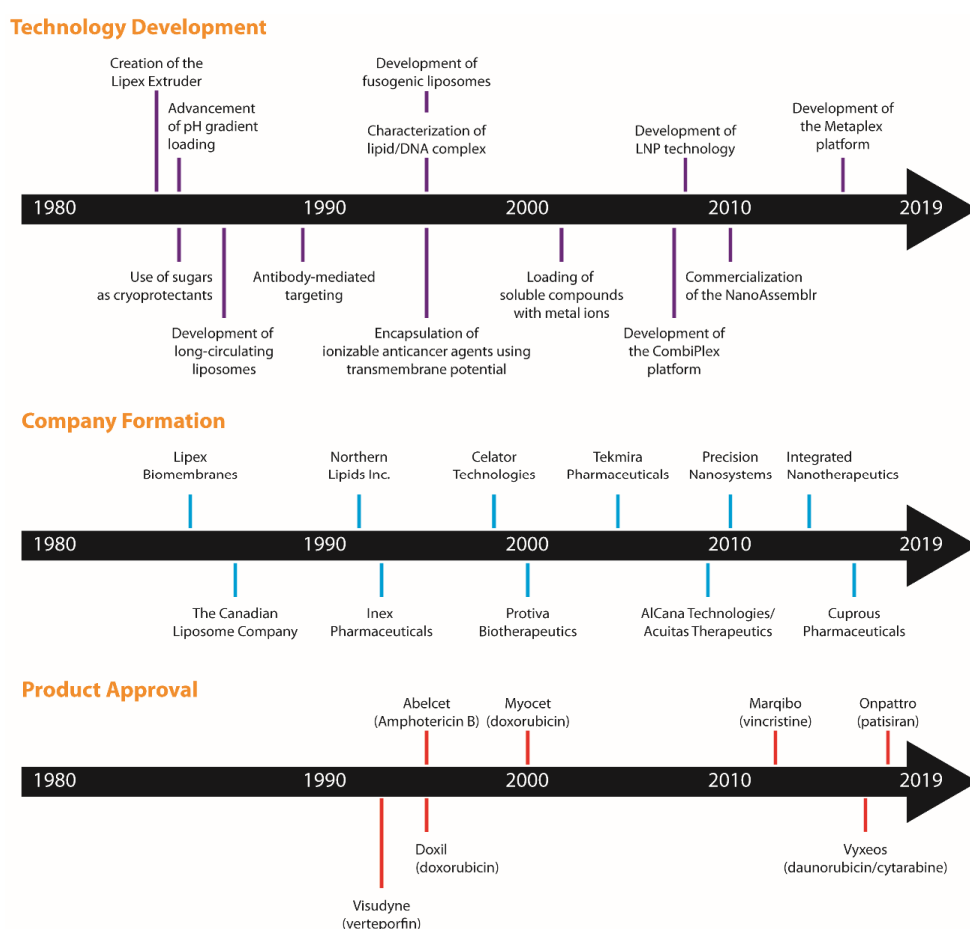 Technology Development
Creation of the
Lipex Extruder
Development of
fusogenic liposomes
Advancement
of pH gradient
loading
Characterization of
lipid/DNA complex
Development of
LNP technology
Development of
the Metaplex
platform
1980 1990 2000 2010 2019
Use of sugars
as cryoprotectants
Antibody-mediated
targeting
Loading of
soluble compounds
with metal ions
Commercialization
of the NanoAssemblr
Development of
long-circulating
liposomes
Encapsulation of
ionizable anticancer agents using
transmembrane potential
Development of
the CombiPlex
platform
Company Formation
Lipex
Biomembranes
Northern
Lipids Inc.
Celator
Technologies
Tekmira
Pharmaceuticals
Precision
Nanosystems
Integrated
Nanotherapeutics
1980 1990 2000 2010 2019
The Canadian
Liposome Company
Inex
Pharmaceuticals
Protiva
Biotherapeutics
AlCana Technologies/
Acuitas Therapeutics
Cuprous
Pharmaceuticals
Product Approval
Abelcet
(Amphotericin B)
Myocet
(doxorubicin)
Marqibo
(vincristine)
Onpattro
(patisiran)
1980 1990 2000 2010 2019
Doxil
(doxorubicin)
Vyxeos
(daunorubicin/cytarabine)
Visudyne
(verteporfin)